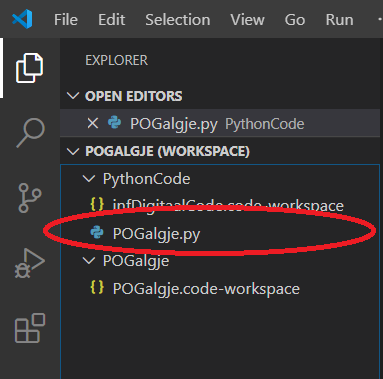 File Edit Selection View Go Run
EXPLORER
OPEN EDITORS
POGalgje.py PythonCode
POGALGJE (WORKSPACE)
PythonCode
{} infDigitaalCode.code-workspace
POGalgje.py
POGalgje
{} POGalgje.code-workspace